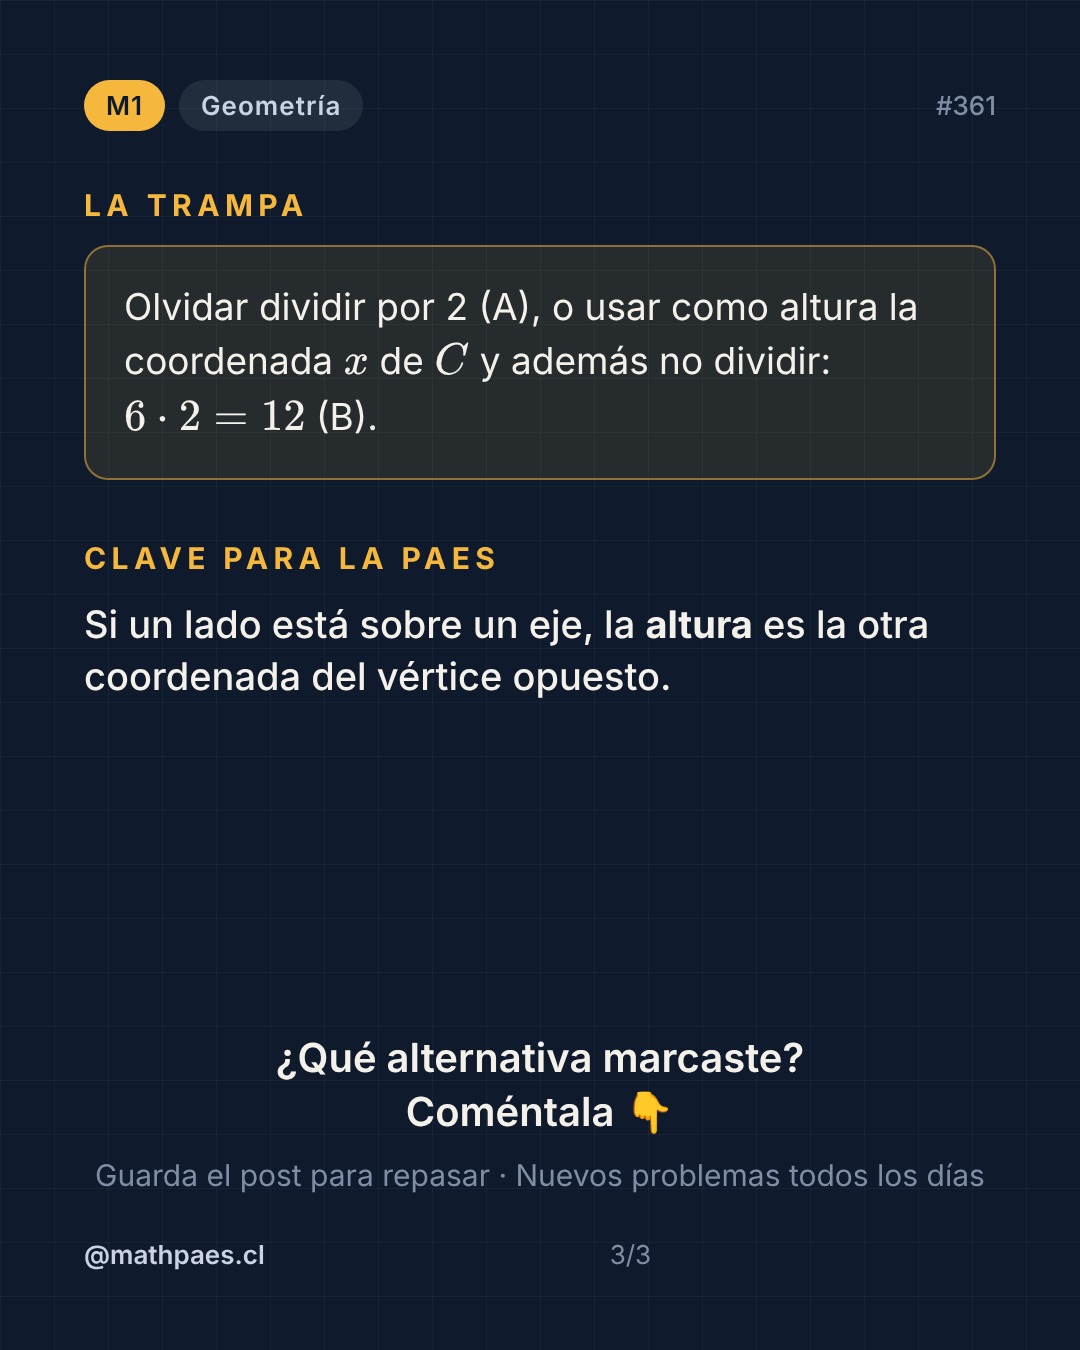 M1 Geometría #361
LA TRAMPA
Olvidar dividir por 2 (A), o usar como altura la
coordenada x de C y además no dividir:
6 · 2 = 12 (B).
CLAVE PARA LA PAES
Si un lado está sobre un eje, la altura es la otra
coordenada del vértice opuesto.
¿Qué alternativa marcaste?
Coméntala 👇
Guarda el post para repasar · Nuevos problemas todos los días
@mathpaes.cl 3/3